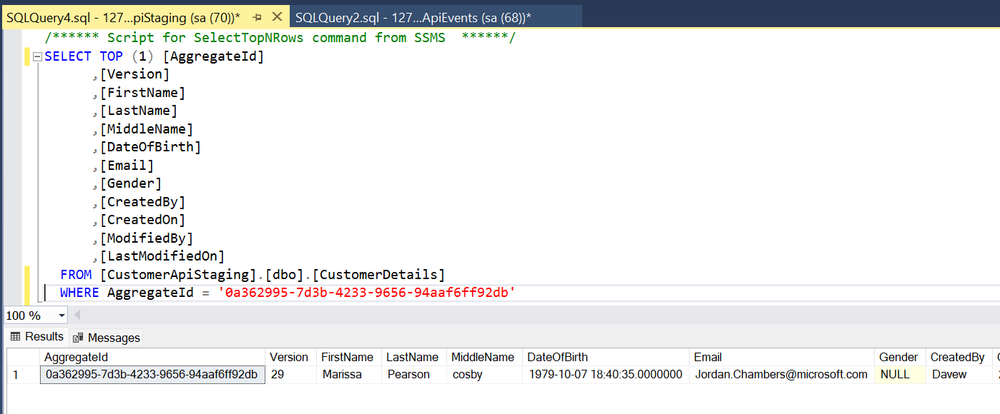 SQLQuery4.sql - 127...piStaging (sa (70))* SQLQuery2.sql - 127...ApiEvents (sa (68))*
/****** Script for SelectTopNRows command from SSMS  ******/
SELECT TOP (1) [AggregateId]
,[Version]
,[FirstName]
,[LastName]
,[MiddleName]
,[DateOfBirth]
,[Email]
,[Gender]
,[CreatedBy]
,[CreatedOn]
,[ModifiedBy]
,[LastModifiedOn]
FROM [CustomerApiStaging].[dbo].[CustomerDetails]
WHERE AggregateId = '0a362995-7d3b-4233-9656-94aaf6ff92db'
100 %
Results Messages
AggregateId Version FirstName LastName MiddleName DateOfBirth Email Gender CreatedBy
1 0a362995-7d3b-4233-9656-94aaf6ff92db 29 Marissa Pearson cosby 1979-10-07 18:40:35.0000000 Jordan.Chambers@microsoft.com NULL Davew